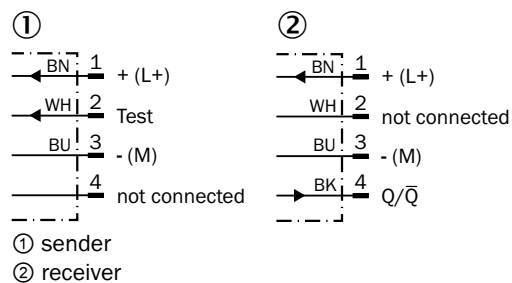 ① ②
BN 1 + (L+)
WH 2 Test
BU 3 - (M)
4 not connected
BN 1 + (L+)
WH 2 not connected
BU 3 - (M)
BK 4 Q/Q̅
① sender
② receiver